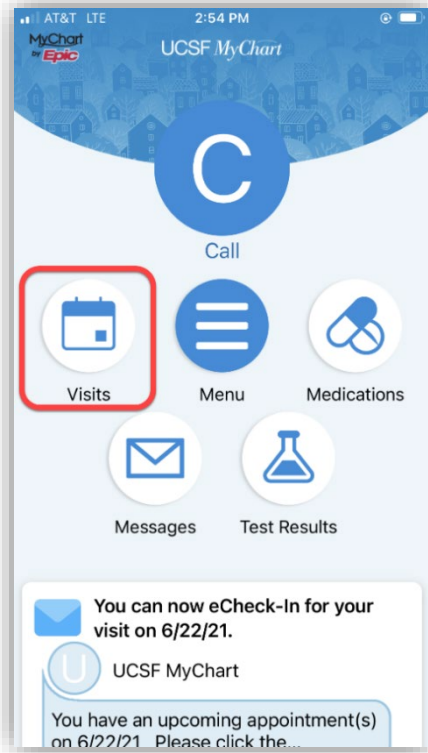 AT&T LTE 2:54 PM
MyChart
by Epic
UCSF MyChart
C
Call
Visits Menu Medications
Messages Test Results
You can now eCheck-In for your
visit on 6/22/21.
U
UCSF MyChart
You have an upcoming appointment(s)
on 6/22/21. Please click the...